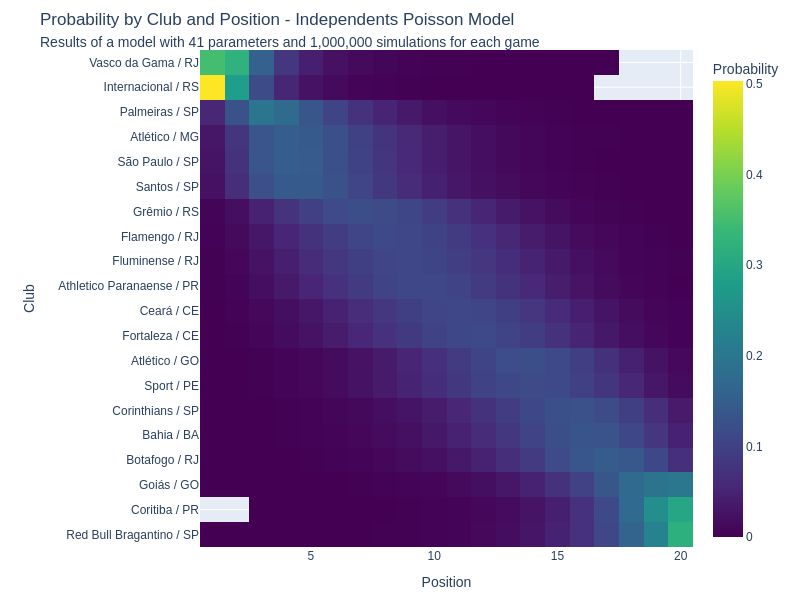 Probability by Club and Position - Independents Poisson Model
Results of a model with 41 parameters and 1,000,000 simulations for each game
Probability
Vasco da Gama / RJ
Internacional / RS
Palmeiras / SP
Atlético / MG
São Paulo / SP
Santos / SP
Grêmio / RS
Flamengo / RJ
Fluminense / RJ
Athletico Paranaense / PR
Ceará / CE
Fortaleza / CE
Atlético / GO
Sport / PE
Corinthians / SP
Bahia / BA
Botafogo / RJ
Goiás / GO
Coritiba / PR
Red Bull Bragantino / SP
Club
5 10 15 20
Position
0.5
0.4
0.3
0.2
0.1
0